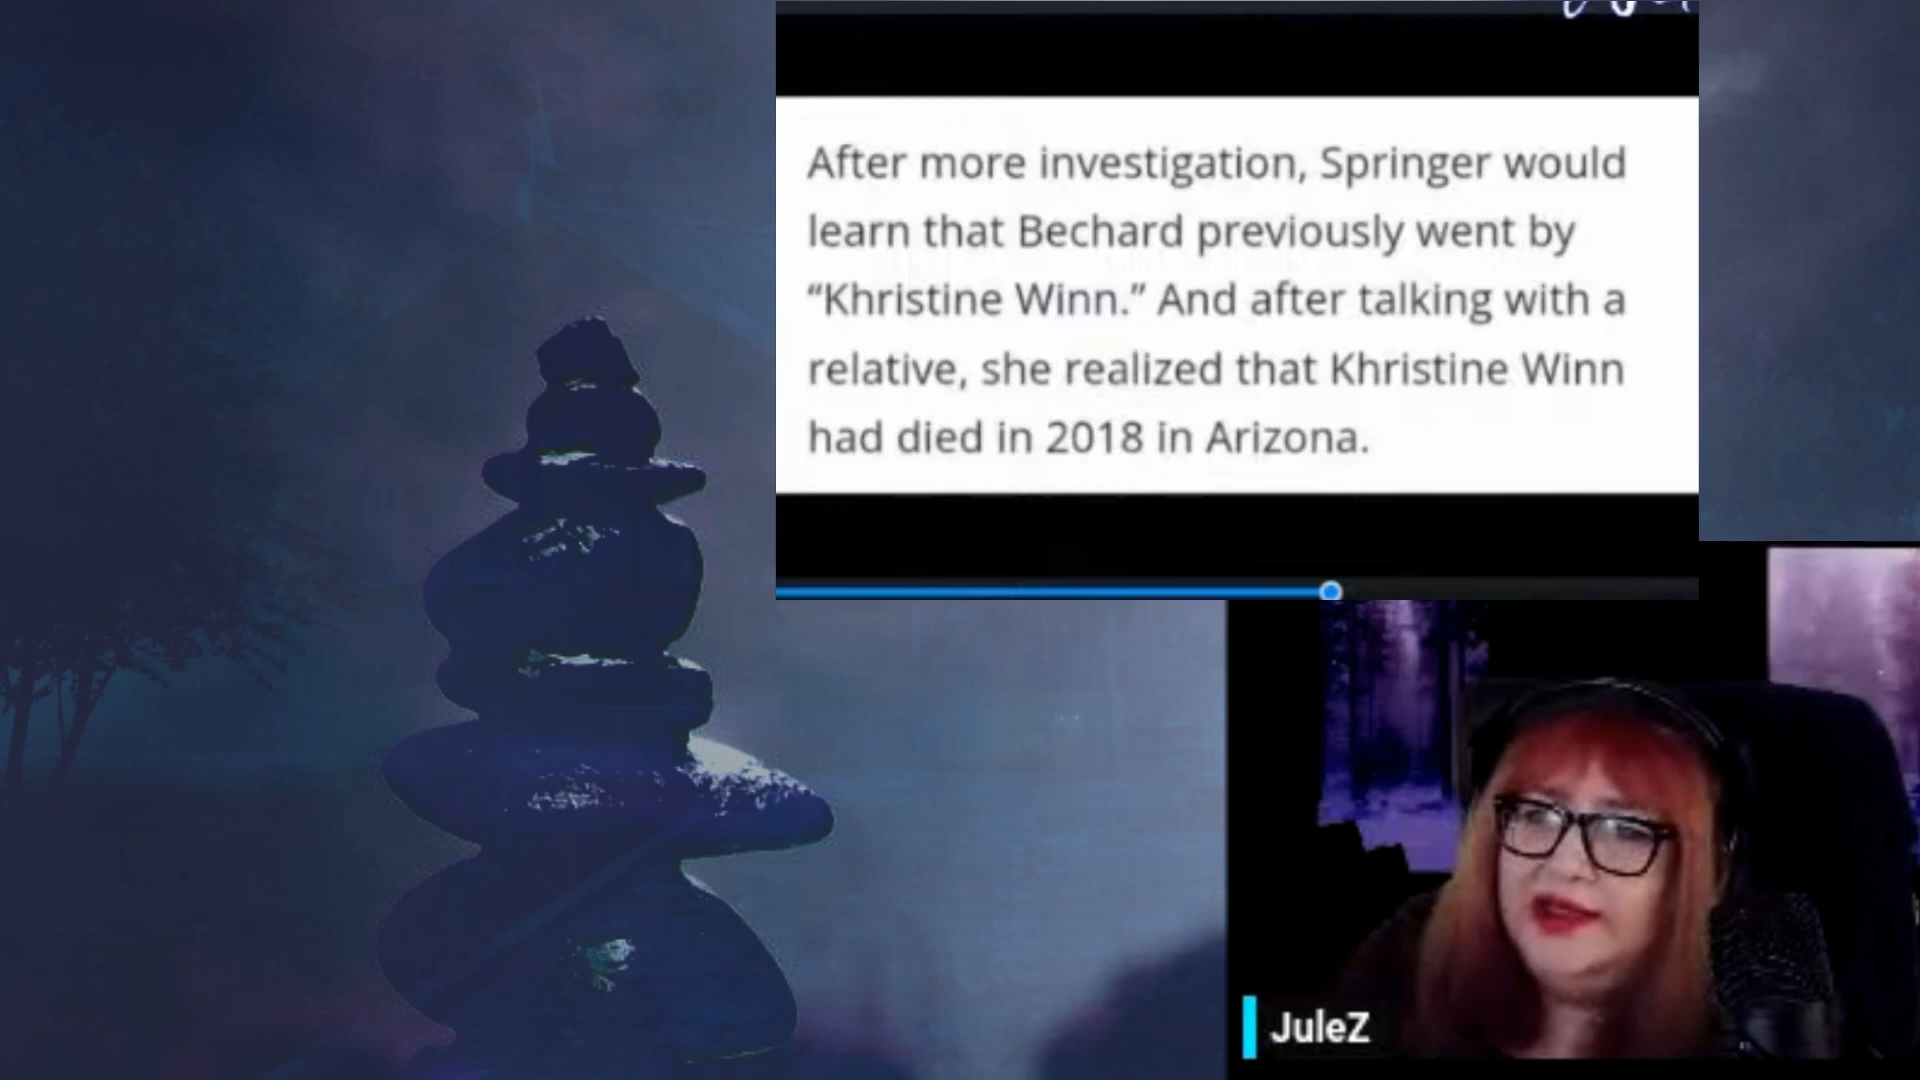 After more investigation, Springer would
learn that Bechard previously went by
“Khristine Winn.” And after talking with a
relative, she realized that Khristine Winn
had died in 2018 in Arizona.
JuleZ